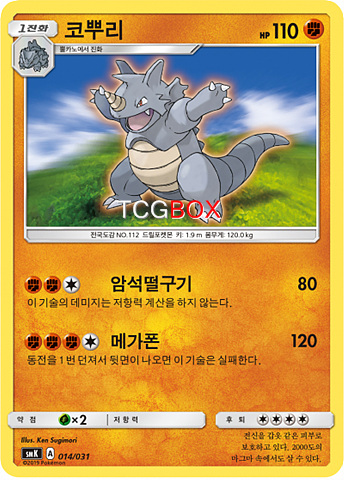 1진화
코뿌리
HP 110
뿔카노에서 진화
TCGBOX
전국도감 NO.112 드릴포켓몬 키: 1.9 m 몸무게: 120.0 kg
암석떨구기 80
이 기술의 데미지는 저항력 계산을 하지 않는다.
메가폰 120
동전을 1번 던져서 뒷면이 나오면 이 기술은 실패한다.
약점 ×2 저항력 후퇴
Illus. Ken Sugimori
전신을 갑옷 같은 피부로
보호하고 있다. 2000도의
마그마 속에서도 살 수 있다.
SMK A 014/031
©2019 Pokémon